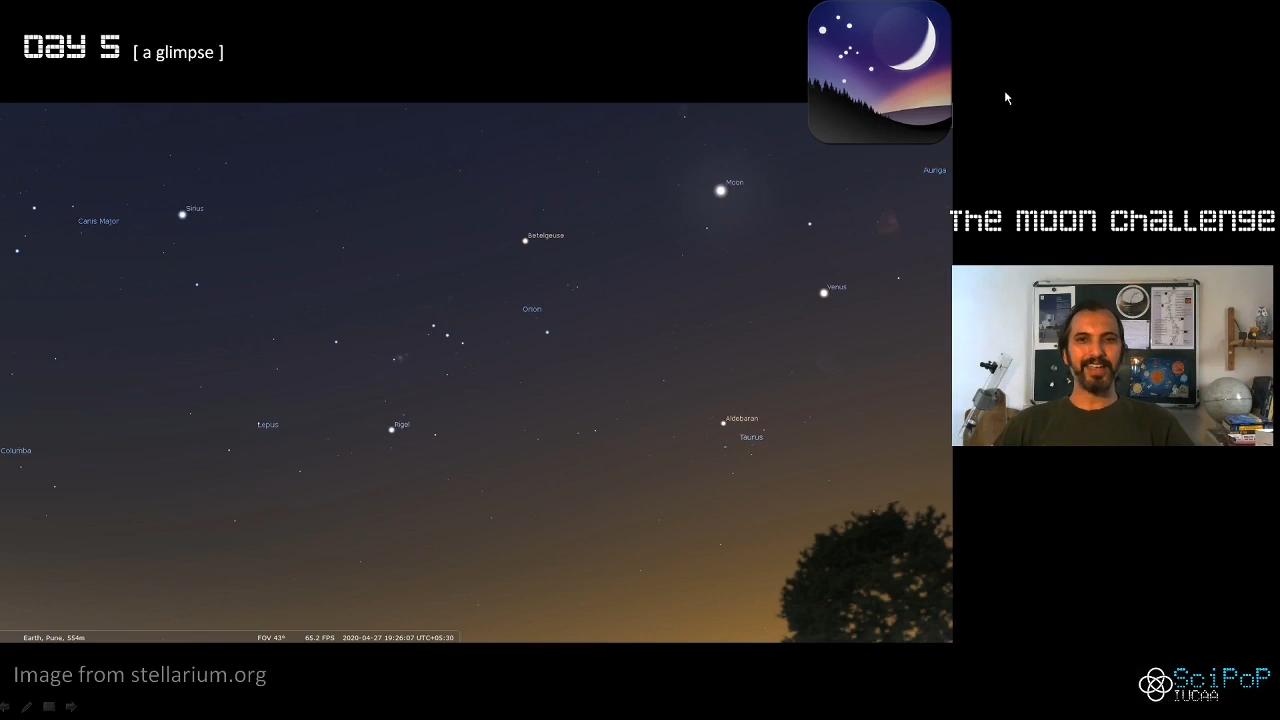 Day 5 [ a glimpse ]
Auriga
Moon
Sirius
Canis Major
The Moon Challenge
Betelgeuse
Venus
Orion
Aldebaran
Lepus
Rigel
Taurus
Columba
Earth, Pune, 554m FOV 43° 65.2 FPS 2020-04-27 19:26:07 UTC+05:30
Image from stellarium.org
SciPoP
IUCAA